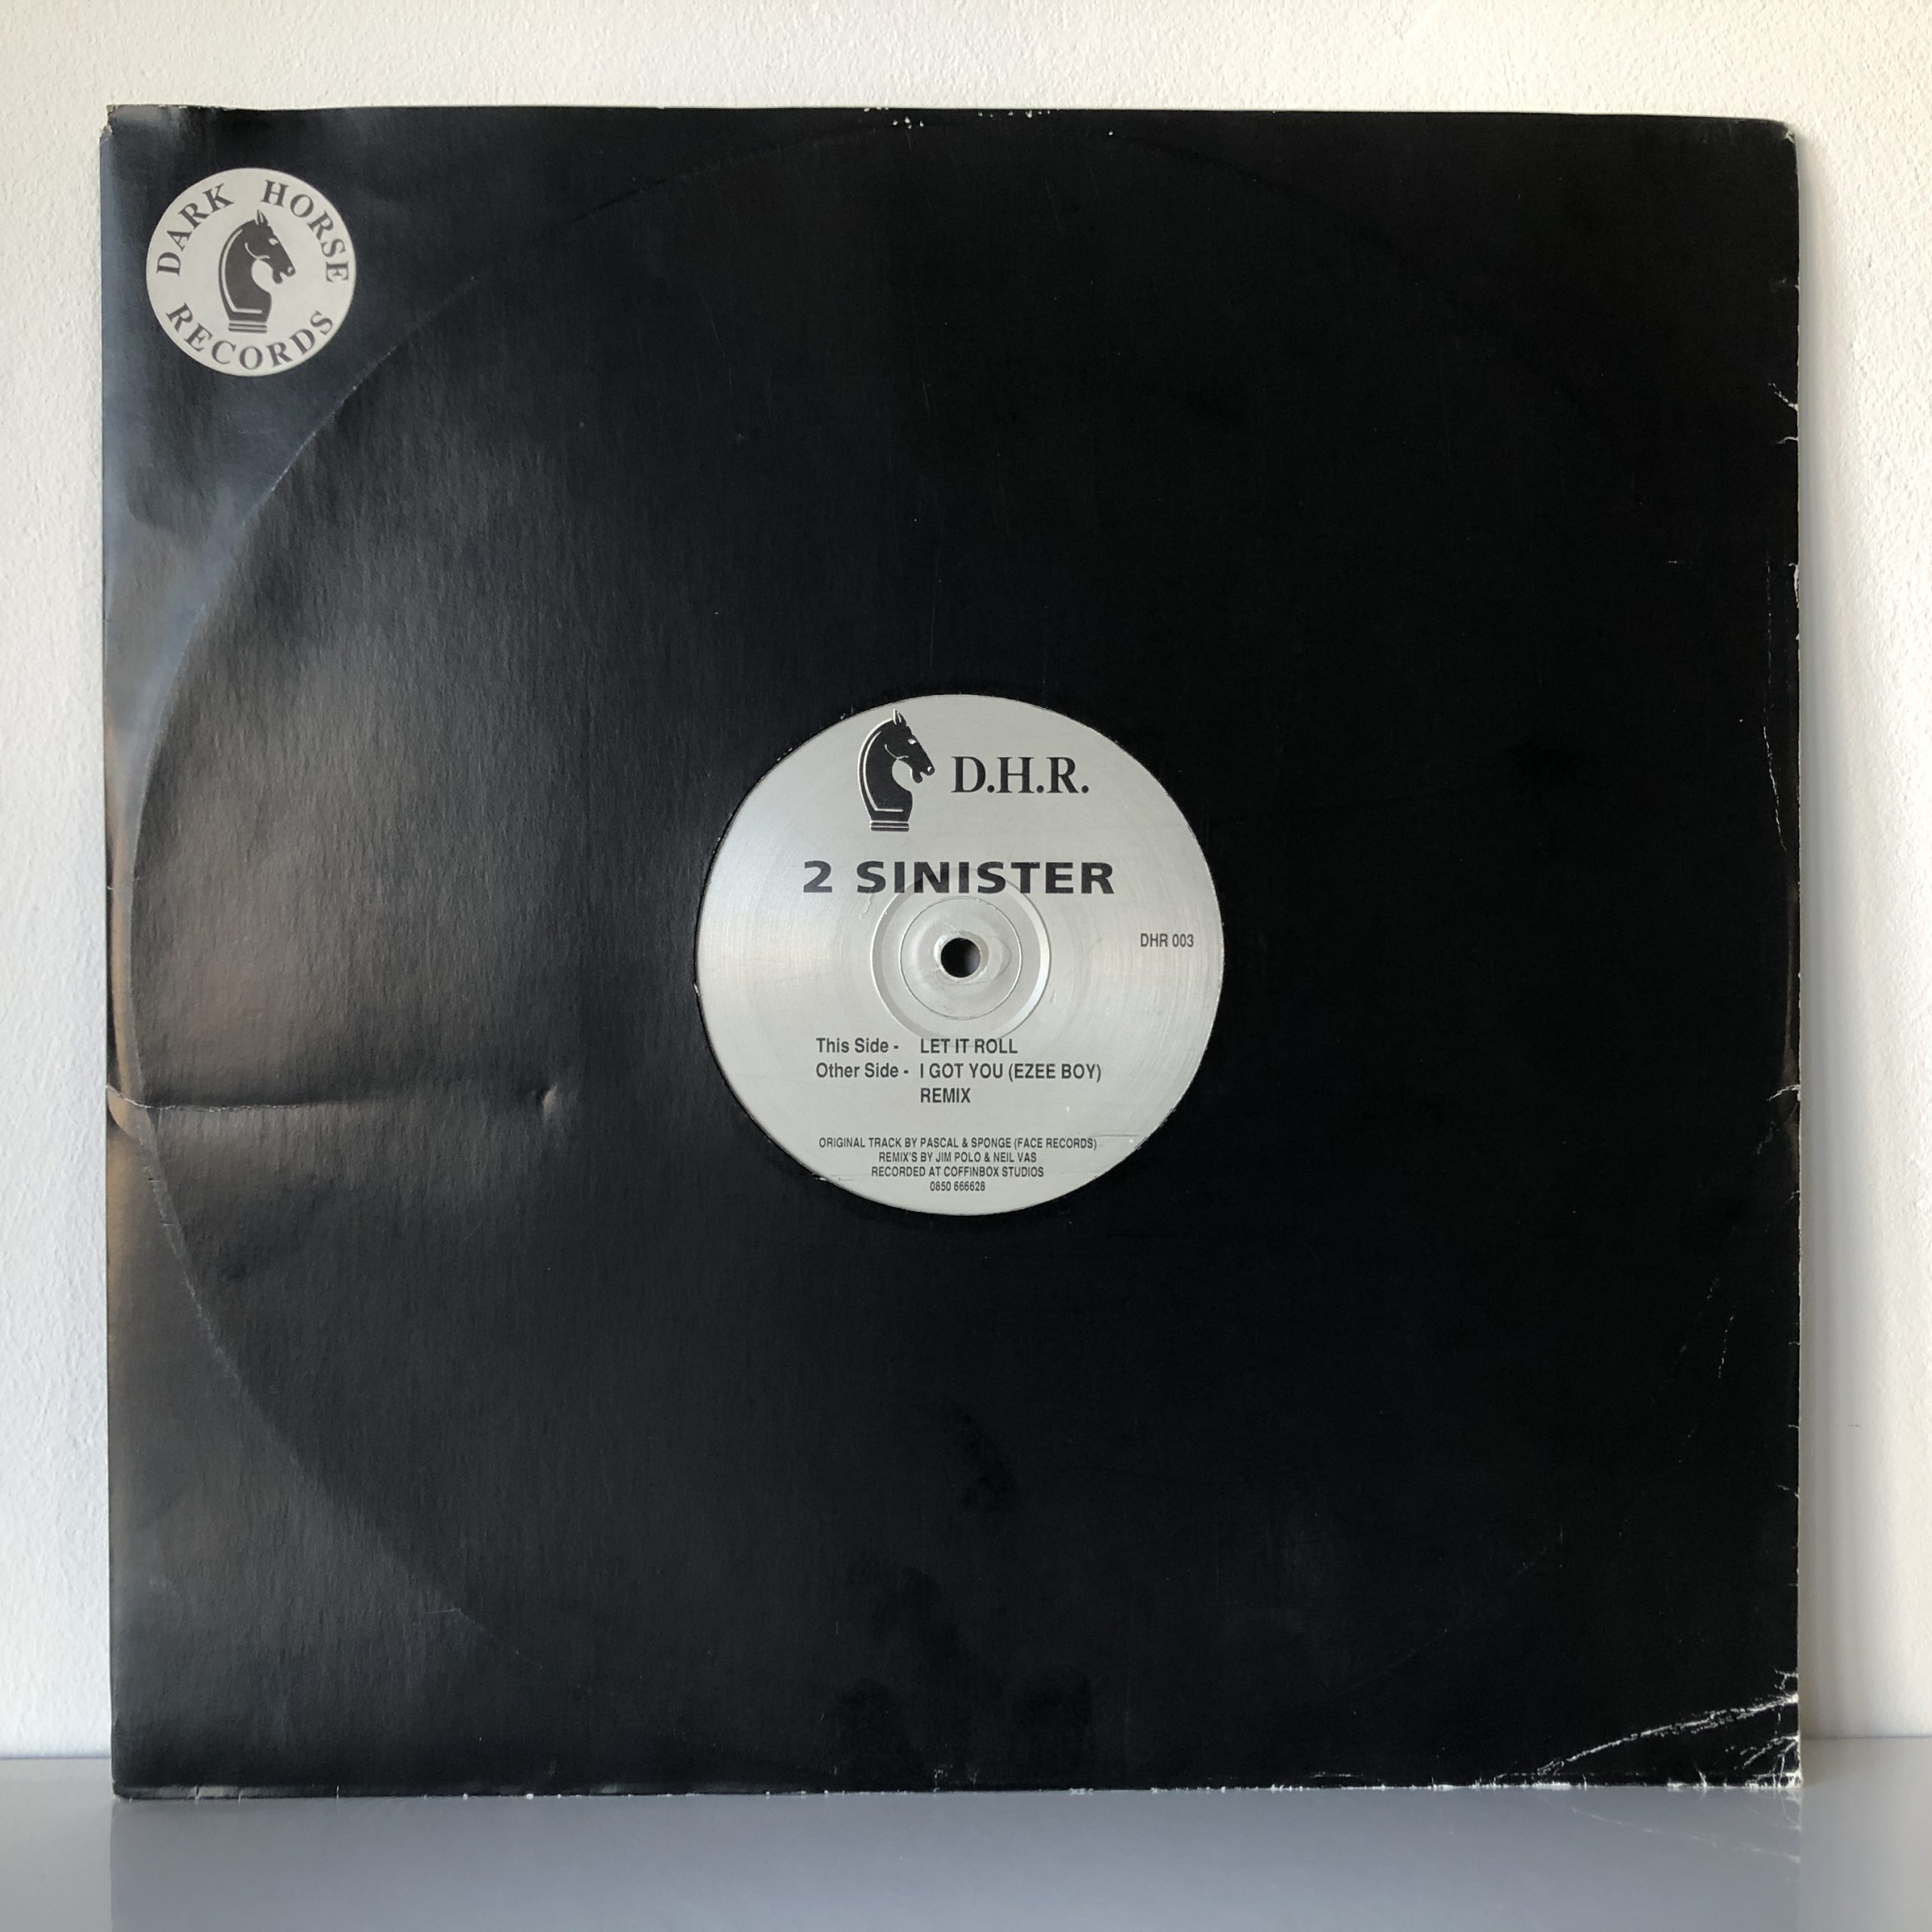 DARK HORSE
RECORDS
D.H.R.
2 SINISTER
DHR 003
This Side - LET IT ROLL
Other Side - I GOT YOU (EZEE BOY)
REMIX
ORIGINAL TRACK BY PASCAL & SPONGE (FACE RECORDS)
REMIX'S BY JIM POLO & NEIL VAS
RECORDED AT COFFINBOX STUDIOS
0850 666628